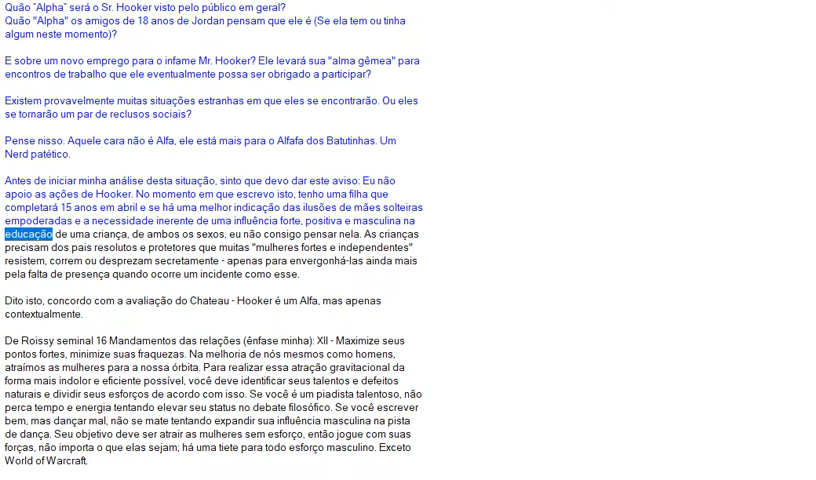 Quão "Alpha" será o Sr. Hooker visto pelo público em geral?
Quão "Alpha" os amigos de 18 anos de Jordan pensam que ele é (Se ela tem ou tinha
algum neste momento)?
E sobre um novo emprego para o infame Mr. Hooker? Ele levará sua "alma gêmea" para
encontros de trabalho que ele eventualmente possa ser obrigado a participar?
Existem provavelmente muitas situações estranhas em que eles se encontrarão. Ou eles
se tornarão um par de reclusos sociais?
Pense nisso. Aquele cara não é Alfa, ele está mais para o Alfafa dos Batutinhas. Um
Nerd patético.
Antes de iniciar minha análise desta situação, sinto que devo dar este aviso: Eu não
apoio as ações de Hooker. No momento em que escrevo isto, tenho uma filha que
completará 15 anos em abril e se há uma melhor indicação das ilusões de mães solteiras
empoderadas e a necessidade inerente de uma influência forte, positiva e masculina na
educação de uma criança, de ambos os sexos, eu não consigo pensar nela. As crianças
precisam dos pais resolutos e protetores que muitas "mulheres fortes e independentes"
resistem, correm ou desprezam secretamente - apenas para envergonhá-las ainda mais
pela falta de presença quando ocorre um incidente como esse.
Dito isto, concordo com a avaliação do Chateau - Hooker é um Alfa, mas apenas
contextualmente.
De Roissy seminal 16 Mandamentos das relações (ênfase minha): XII - Maximize seus
pontos fortes, minimize suas fraquezas. Na melhoria de nós mesmos como homens,
atraímos as mulheres para a nossa órbita. Para realizar essa atração gravitacional da
forma mais indolor e eficiente possível, você deve identificar seus talentos e defeitos
naturais e dividir seus esforços de acordo com isso. Se você é um piadista talentoso, não
perca tempo e energia tentando elevar seu status no debate filosófico. Se você escrever
bem, mas dançar mal, não se mate tentando expandir sua influência masculina na pista
de dança. Seu objetivo deve ser atrair as mulheres sem esforço, então jogue com suas
forças, não importa o que elas sejam; há uma tiete para todo esforço masculino. Exceto
World of Warcraft.